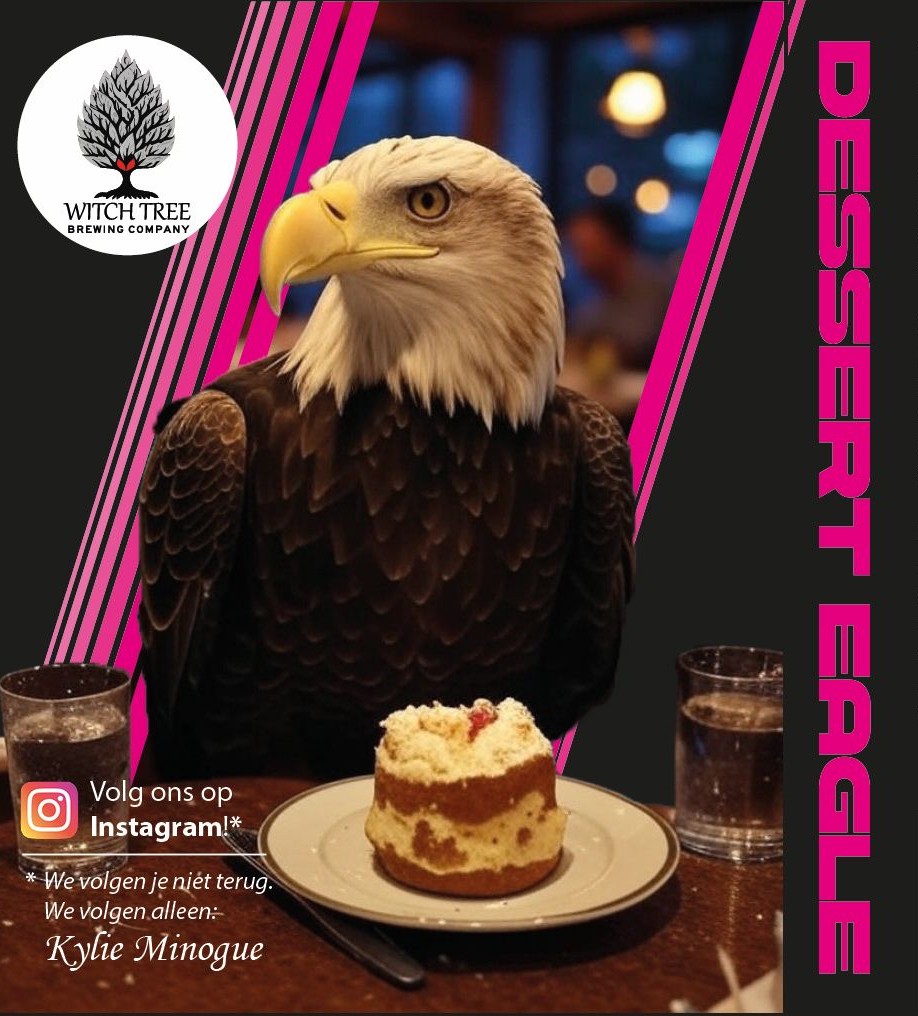 WITCH TREE
BREWING COMPANY
DESSERT EAGLE
Volg ons op
Instagram!*
* We volgen je niet terug.
We volgen alleen:
Kylie Minogue